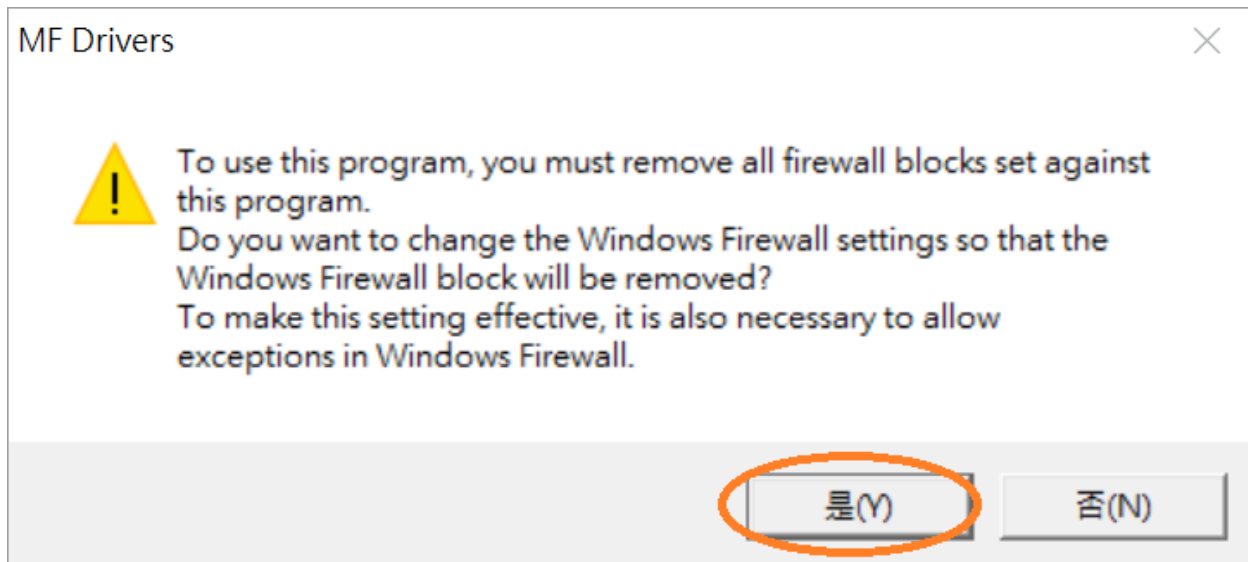 MF Drivers
To use this program, you must remove all firewall blocks set against
this program.
Do you want to change the Windows Firewall settings so that the
Windows Firewall block will be removed?
To make this setting effective, it is also necessary to allow
exceptions in Windows Firewall.
是(Y) 否(N)